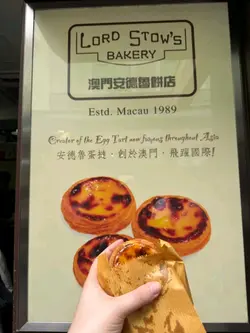 LORD STOW'S
BAKERY
澳門安德魯餅店
Estd. Macau 1989
Creator of the Egg Tart now famous throughout Asia
安德魯蛋撻‧創於澳門‧飛躍國際!